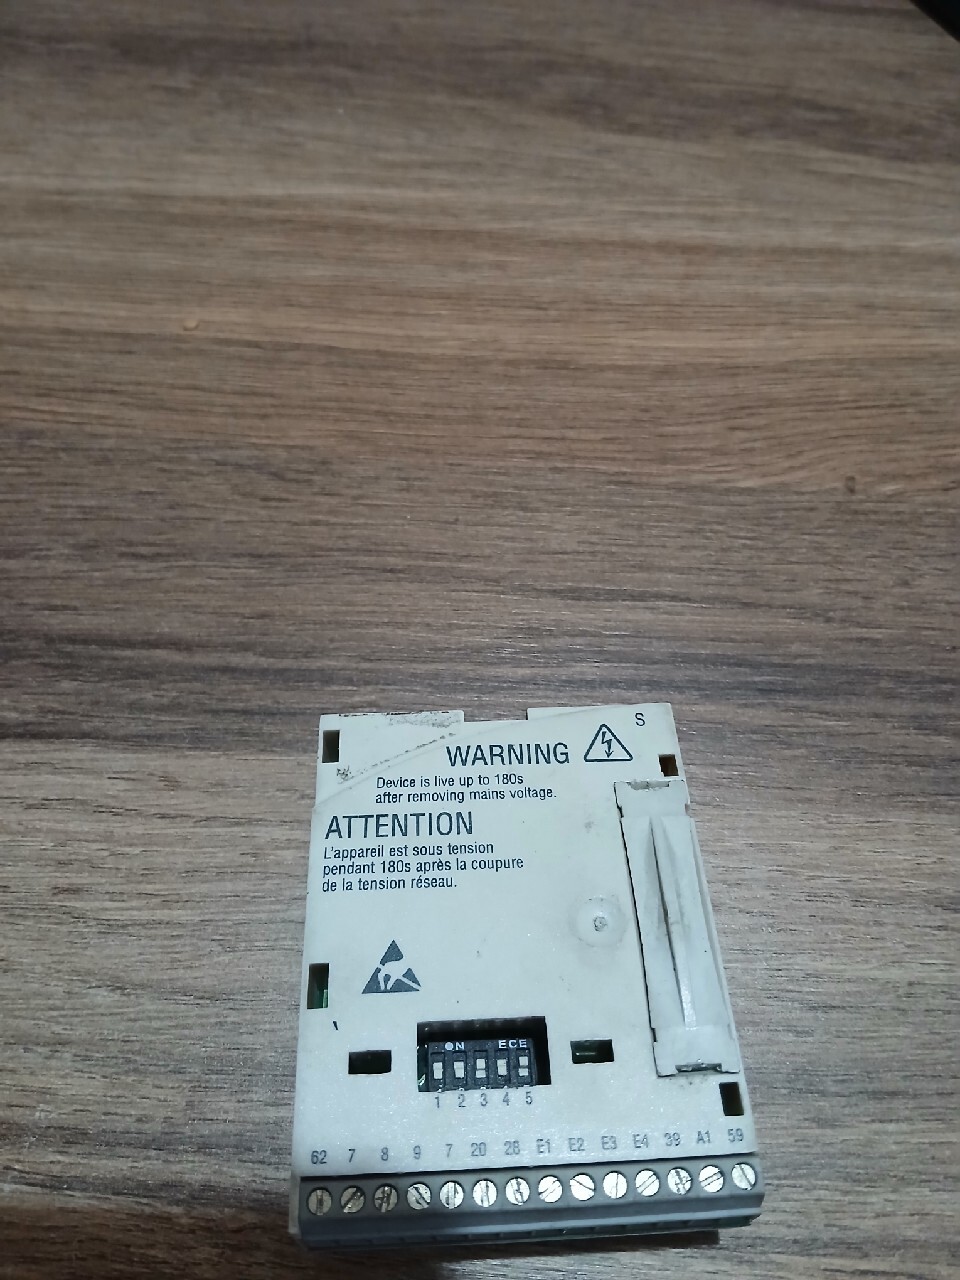 S
WARNING
Device is live up to 180s
after removing mains voltage.
ATTENTION
L'appareil est sous tension
pendant 180s après la coupure
de la tension réseau.
ON ECE
1 2 3 4 5
62 7 8 9 7 20 28 E1 E2 E3 E4 39 A1 59